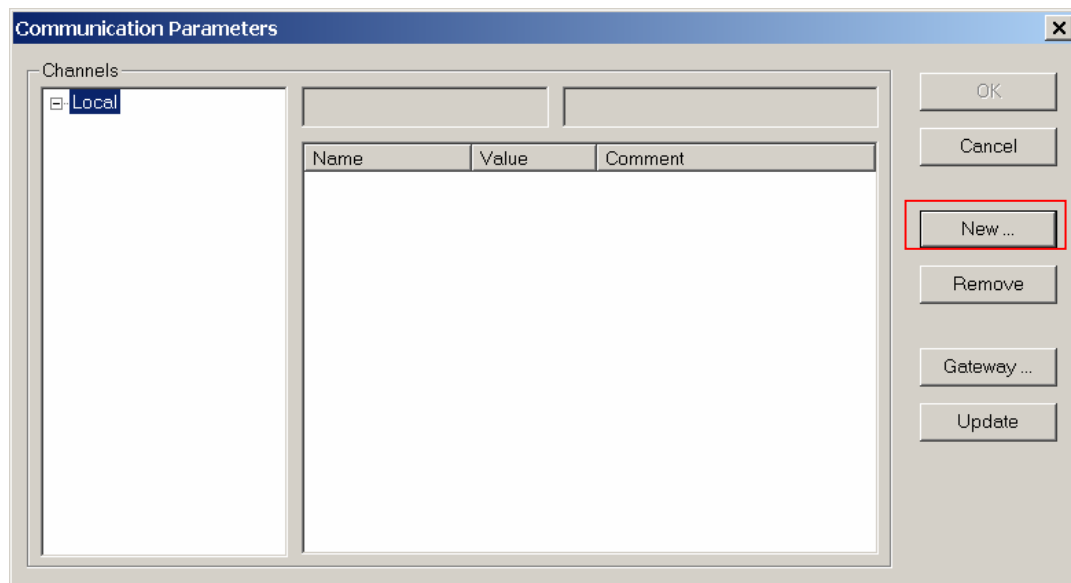 Communication Parameters
Channels
Local
Name Value Comment
OK
Cancel
New ...
Remove
Gateway ...
Update